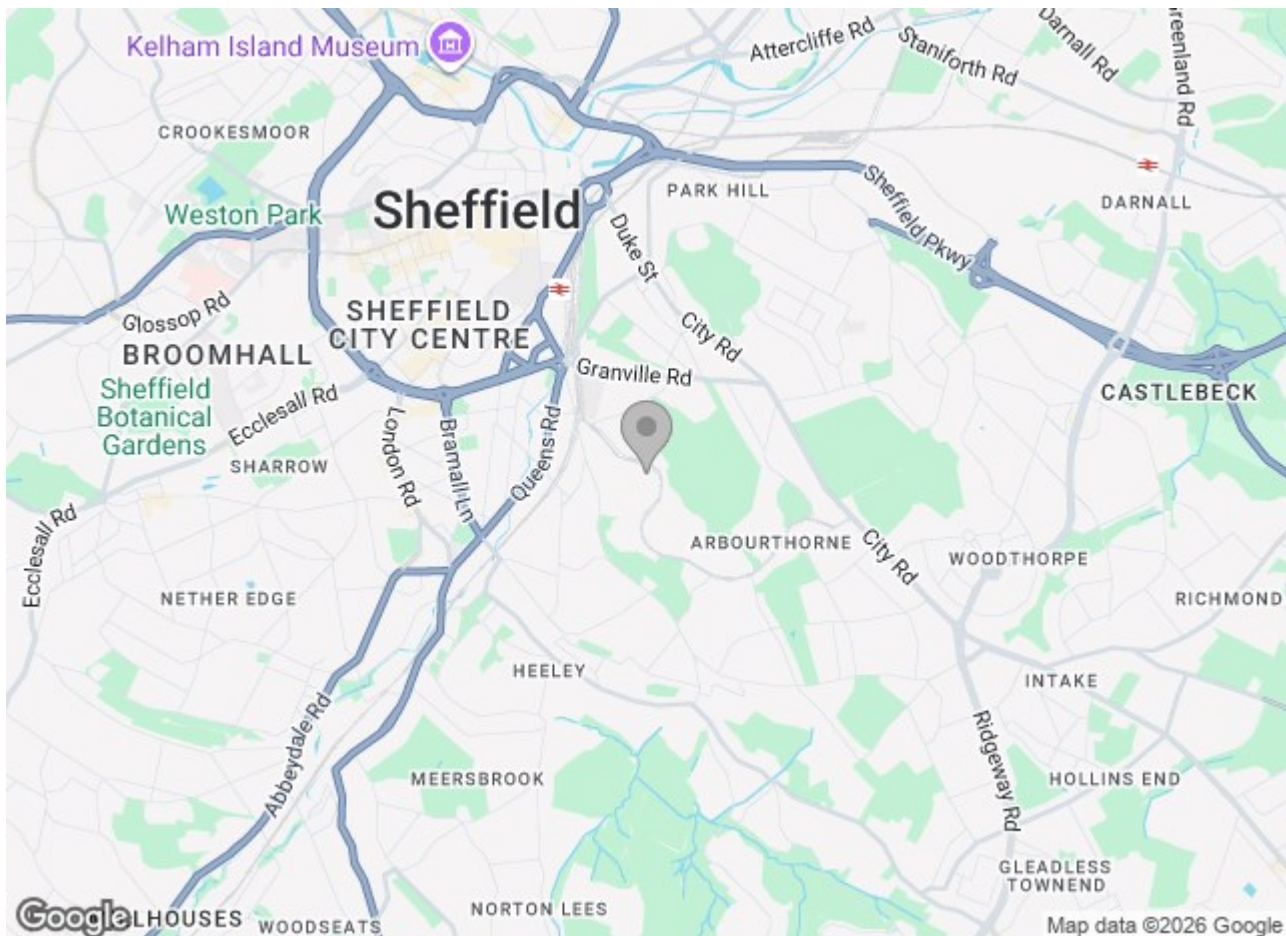 Kelham Island Museum
Attercliffe Rd
Staniforth Rd
Darnall Rd
Greenland Rd
CROOKESMOOR
Weston Park
Sheffield
PARK HILL
DARNALL
Duke St
Sheffield Pkwy
Glossop Rd
SHEFFIELD
CITY CENTRE
City Rd
BROOMHALL
Granville Rd
CASTLEBECK
Sheffield
Botanical
Gardens
Ecclesall Rd
London Rd
Bramall Ln
Queens Rd
SHARROW
Ecclesall Rd
ARBOURTHORNE
City Rd
WOODTHORPE
NETHER EDGE
RICHMOND
HEELEY
INTAKE
Abbeydale Rd
Ridgeway Rd
MEERSBROOK
HOLLINS END
GLEADLESS
TOWNEND
Google
LHOUSES
WOODSEATS
NORTON LEES
Map data ©2026 Google